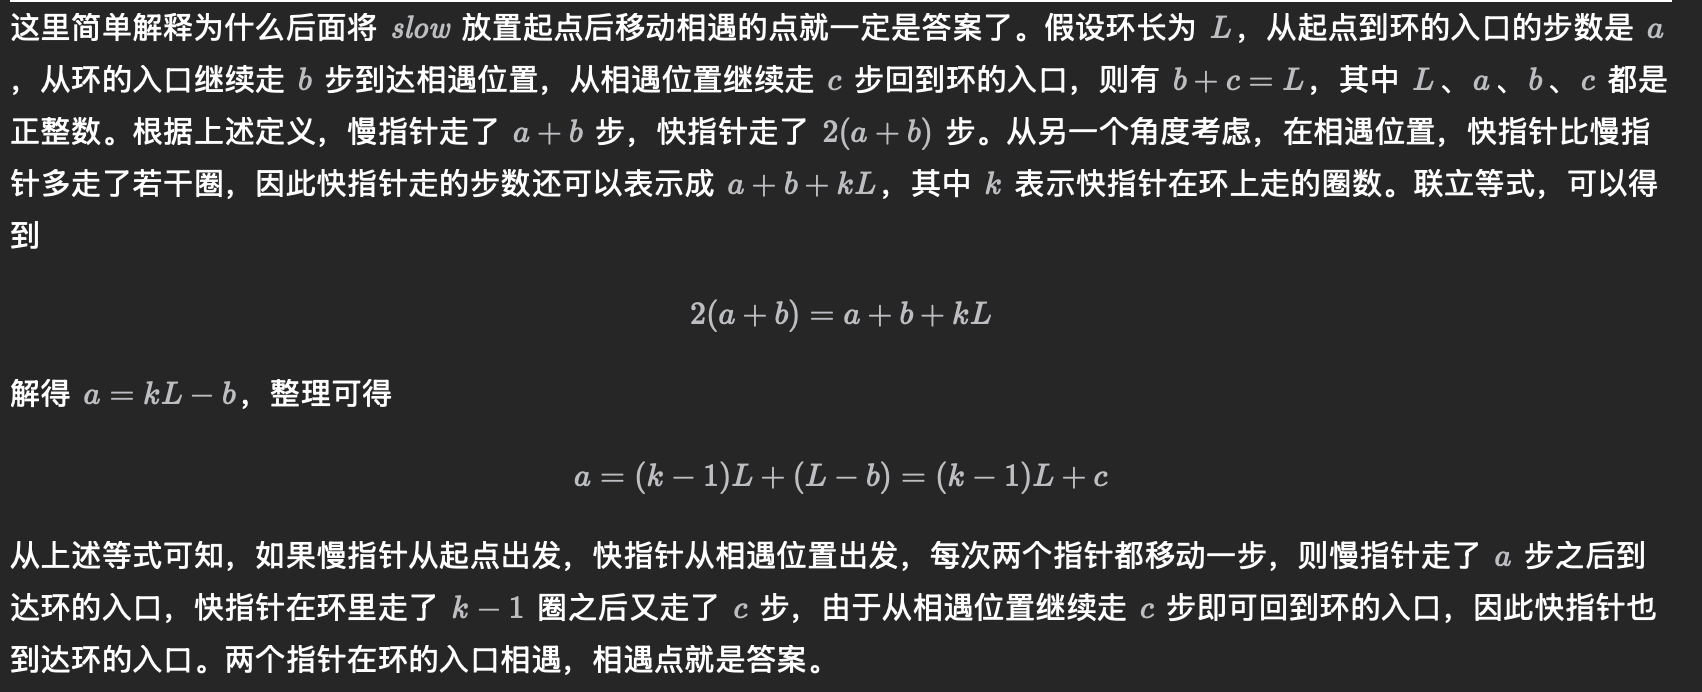 这里简单解释为什么后面将 slow 放置起点后移动相遇的点就一定是答案了。假设环长为 L，从起点到环的入口的步数是 a
，从环的入口继续走 b 步到达相遇位置，从相遇位置继续走 c 步回到环的入口，则有 b + c = L，其中 L、a、b、c 都是
正整数。根据上述定义，慢指针走了 a + b 步，快指针走了 2(a + b) 步。从另一个角度考虑，在相遇位置，快指针比慢指
针多走了若干圈，因此快指针走的步数还可以表示成 a + b + kL，其中 k 表示快指针在环上走的圈数。联立等式，可以得
到
2(a + b) = a + b + kL
解得 a = kL − b，整理可得
a = (k − 1)L + (L − b) = (k − 1)L + c
从上述等式可知，如果慢指针从起点出发，快指针从相遇位置出发，每次两个指针都移动一步，则慢指针走了 a 步之后到
达环的入口，快指针在环里走了 k − 1 圈之后又走了 c 步，由于从相遇位置继续走 c 步即可回到环的入口，因此快指针也
到达环的入口。两个指针在环的入口相遇，相遇点就是答案。